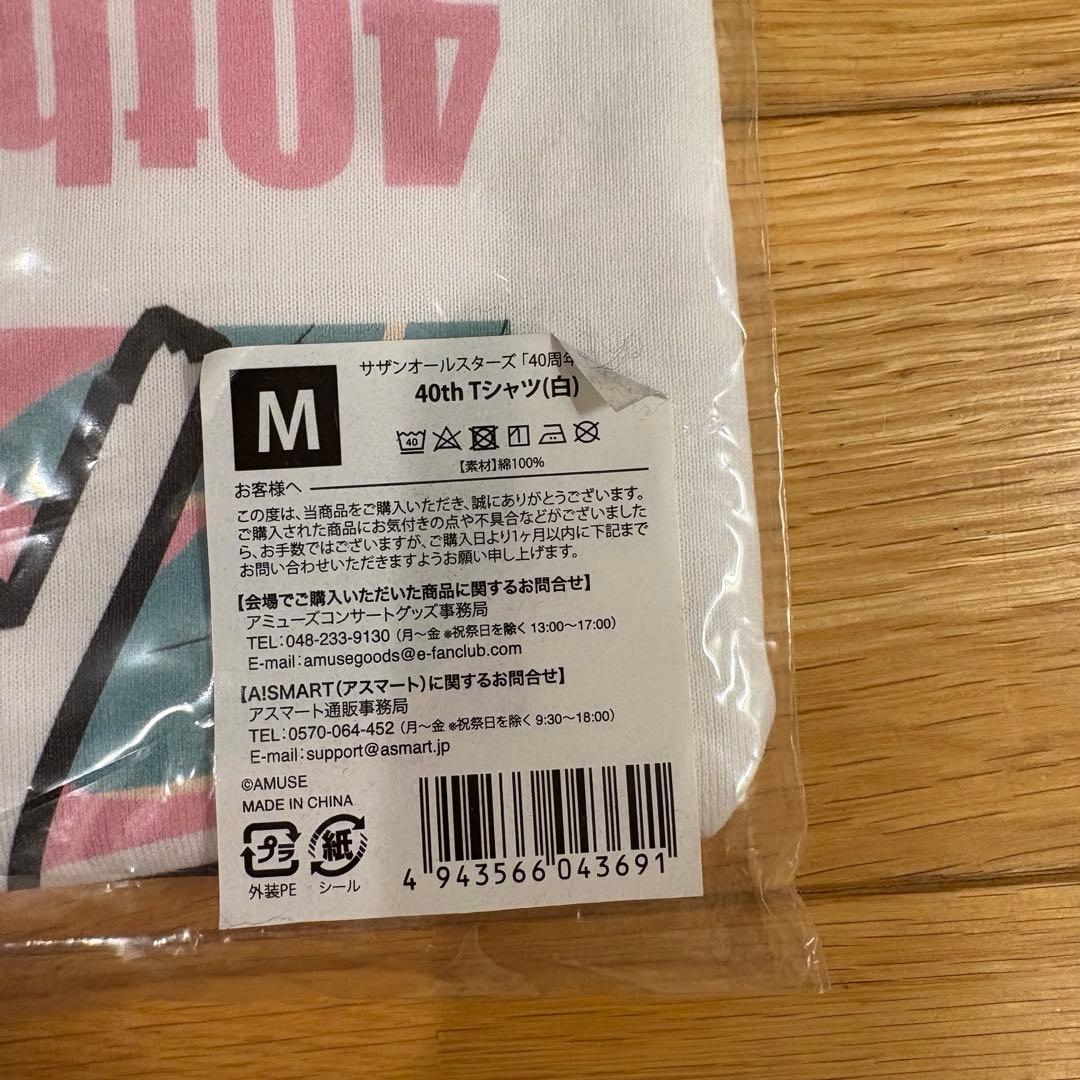 40th
M
サザンオールスターズ「40周年
40th Tシャツ(白)
40
【素材】綿100%
お客様へ
この度は、当商品をご購入いただき、誠にありがとうございます。
ご購入された商品にお気付きの点や不具合などがございました
ら、お手数ではございますが、ご購入日より1ヶ月以内に下記まで
お問い合わせいただきますようお願い申し上げます。
【会場でご購入いただいた商品に関するお問合せ】
アミューズコンサートグッズ事務局
TEL:048-233-9130 (月~金 ※祝祭日を除く 13:00~17:00)
E-mail:amusegoods@e-fanclub.com
【A!SMART(アスマート)に関するお問合せ】
アスマート通販事務局
TEL:0570-064-452 (月~金 ※祝祭日を除く 9:30~18:00)
E-mail:support@asmart.jp
©AMUSE
MADE IN CHINA
プラ 紙
外装PE シール
4 943566 043691